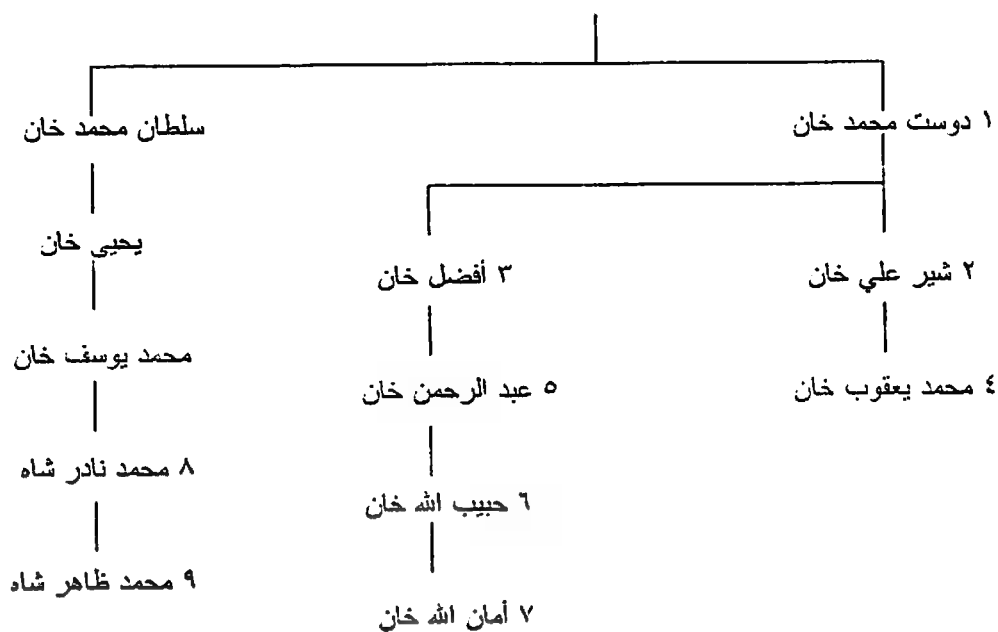 ١ دوست محمد خان
سلطان محمد خان
٢ شير علي خان
٣ أفضل خان
يحيى خان
٤ محمد يعقوب خان
٥ عبد الرحمن خان
محمد يوسف خان
٦ حبيب الله خان
٨ محمد نادر شاه
٧ أمان الله خان
٩ محمد ظاهر شاه